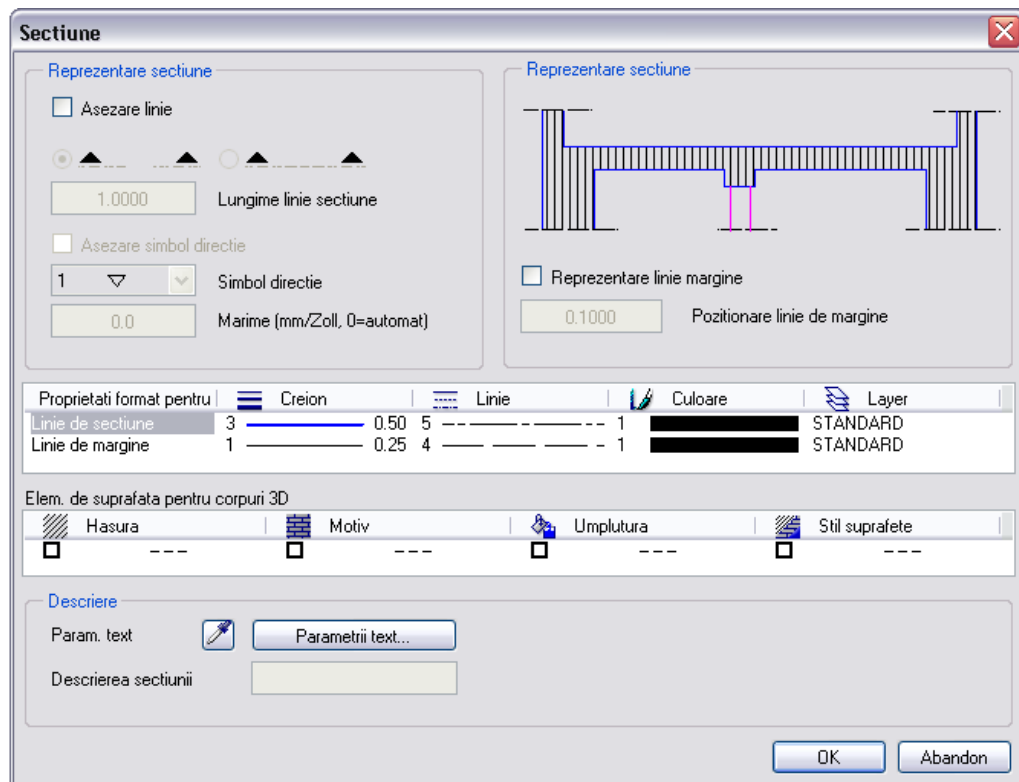 Sectiune
Reprezentare sectiune
Asezare linie
1.0000 Lungime linie sectiune
Asezare simbol directie
1 Simbol directie
0.0 Marime (mm/Zoll, 0=automat)
Reprezentare sectiune
Reprezentare linie margine
0.1000 Pozitionare linie de margine
Proprietati format pentru Creion Linie Culoare Layer
Linie de sectiune 3 0.50 5 1 STANDARD
Linie de margine 1 0.25 4 1 STANDARD
Elem. de suprafata pentru corpuri 3D
Hasura Motiv Umplutura Stil suprafete
--- --- --- ---
Descriere
Param. text Parametrii text...
Descrierea sectiunii
OK Abandon